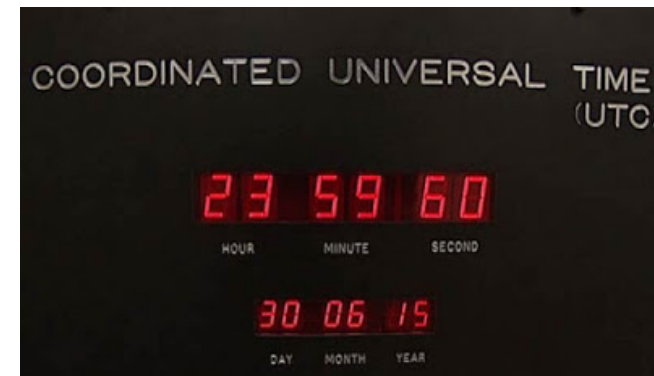 COORDINATED UNIVERSAL TIME
(UTC
23 59 60
HOUR MINUTE SECOND
30 06 15
DAY MONTH YEAR